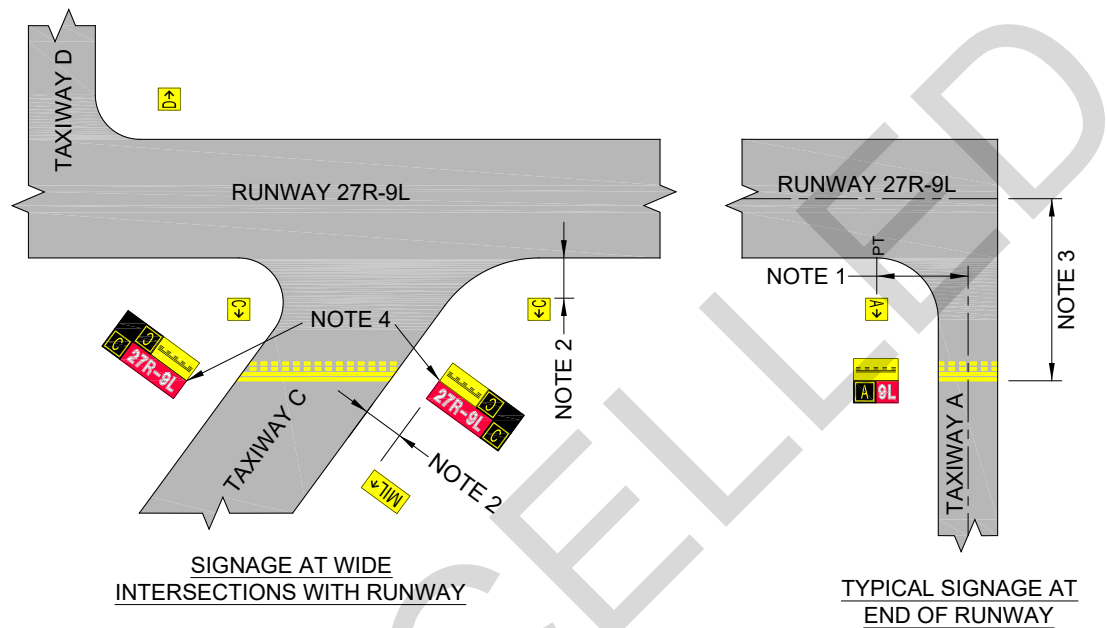 TAXIWAY D
D→
RUNWAY 27R-9L
C→
NOTE 4
←C
NOTE 2
C C
27R-9L
C
27R-9L C
TAXIWAY C
NOTE 2
←MIL
SIGNAGE AT WIDE
INTERSECTIONS WITH RUNWAY
RUNWAY 27R-9L
PT
NOTE 1
NOTE 3
A→
A 9L
TAXIWAY A
TYPICAL SIGNAGE AT
END OF RUNWAY
CELLED